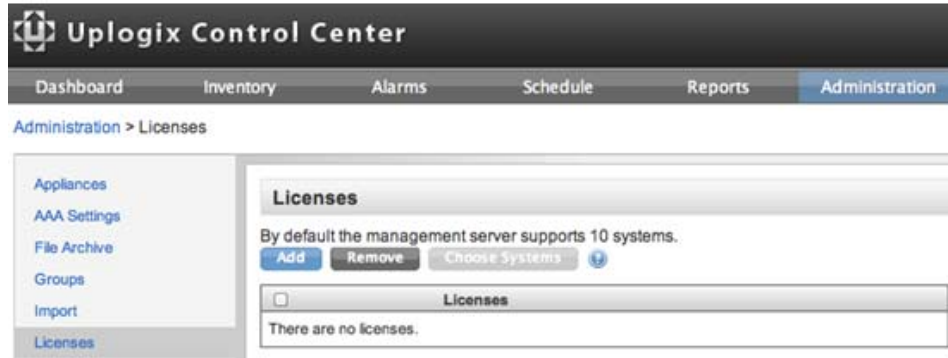 Uplogix Control Center
Dashboard Inventory Alarms Schedule Reports Administration
Administration > Licenses
Appliances
AAA Settings
File Archive
Groups
Import
Licenses
Licenses
By default the management server supports 10 systems.
Add Remove Choose Systems ?
Licenses
There are no licenses.